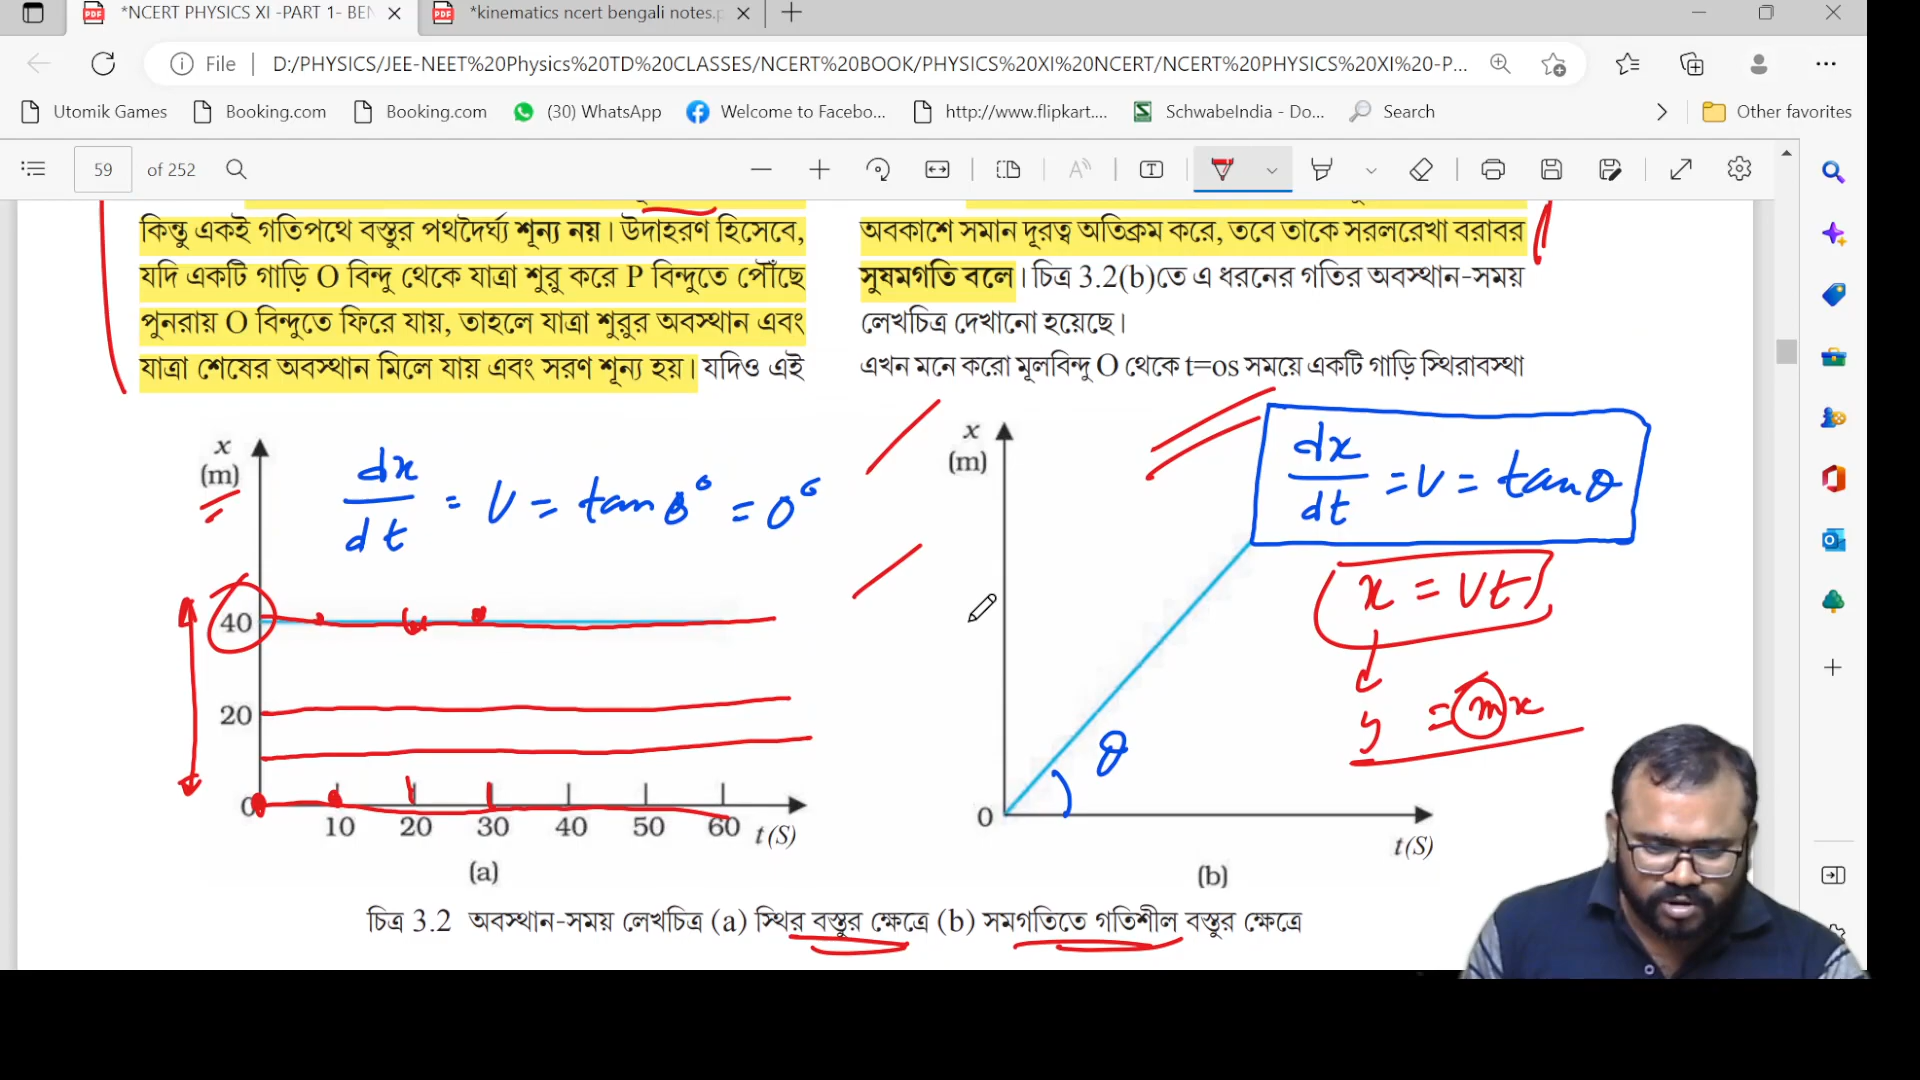 *NCERT PHYSICS XI -PART 1- BEN
*kinematics ncert bengali notes.p
File
D:/PHYSICS/JEE-NEET%20Physics%20TD%20CLASSES/NCERT%20BOOK/PHYSICS%20XI%20NCERT/NCERT%20PHYSICS%20XI%20-P...
Utomik Games
Booking.com
Booking.com
(30) WhatsApp
Welcome to Facebo...
http://www.flipkart....
SchwabeIndia - Do...
Search
Other favorites
59 of 252
কিন্তু একই গতিপথে বস্তুর পথদৈর্ঘ্য শূন্য নয়। উদাহরণ হিসেবে,
যদি একটি গাড়ি O বিন্দু থেকে যাত্রা শুরু করে P বিন্দুতে পৌঁছে
পুনরায় O বিন্দুতে ফিরে যায়, তাহলে যাত্রা শুরুর অবস্থান এবং
যাত্রা শেষের অবস্থান মিলে যায় এবং সরণ শূন্য হয়। যদিও এই
অবকাশে সমান দূরত্ব অতিক্রম করে, তবে তাকে সরলরেখা বরাবর
সুষমগতি বলে। চিত্র 3.2(b)তে এ ধরনের গতির অবস্থান-সময়
লেখচিত্র দেখানো হয়েছে।
এখন মনে করো মূলবিন্দু O থেকে t=os সময়ে একটি গাড়ি স্থিরাবস্থা
x
(m)
dx/dt = V = tan 0° = 0
40
20
0
10 20 30 40 50 60 t(S)
(a)
x
(m)
dx/dt = V = tanθ
x = Vt
y = mx
θ
0
t(S)
(b)
চিত্র 3.2 অবস্থান-সময় লেখচিত্র (a) স্থির বস্তুর ক্ষেত্রে (b) সমগতিতে গতিশীল বস্তুর ক্ষেত্রে